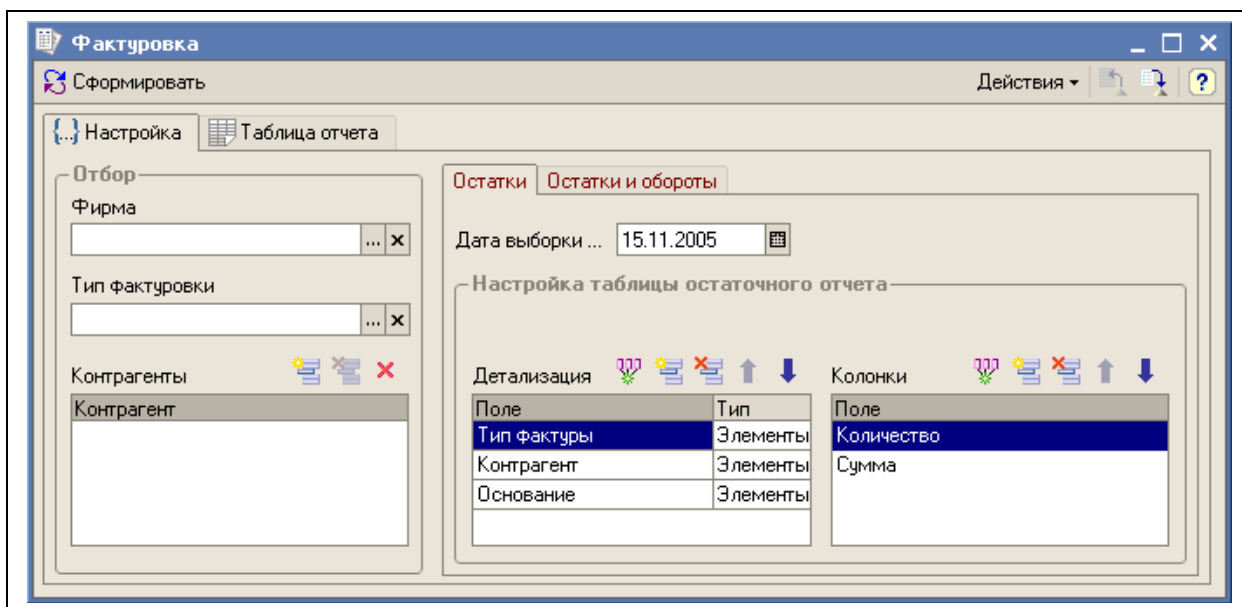 Фактуровка
Сформировать
Действия
?
{...} Настройка
Таблица отчета
Отбор
Фирма
... x
Тип фактуровки
... x
Контрагенты
Контрагент
Остатки
Остатки и обороты
Дата выборки ... 15.11.2005
Настройка таблицы остаточного отчета
Детализация
Поле Тип
Тип фактуры Элементы
Контрагент Элементы
Основание Элементы
Колонки
Поле
Количество
Сумма